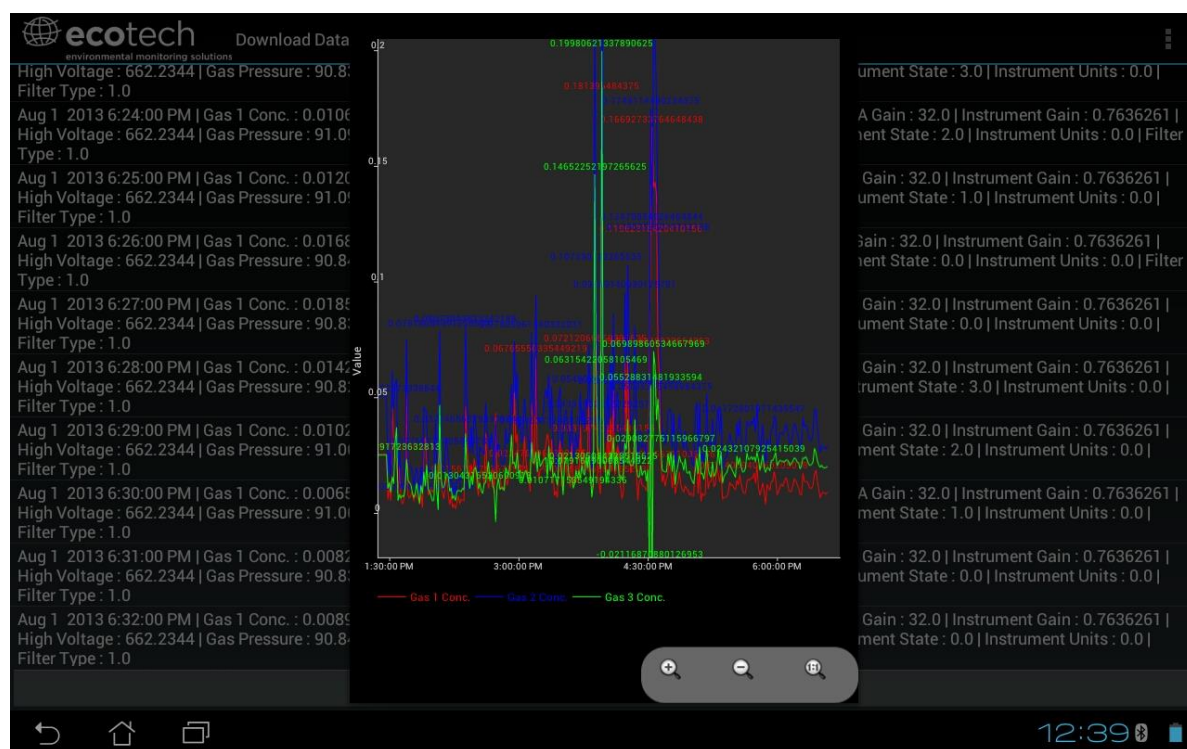 ecotech
environmental monitoring solutions
Download Data
High Voltage : 662.2344 | Gas Pressure : 90.8
ument State : 3.0 | Instrument Units : 0.0 |
Filter Type : 1.0
Aug 1 2013 6:24:00 PM | Gas 1 Conc. : 0.0106
A Gain : 32.0 | Instrument Gain : 0.7636261 |
High Voltage : 662.2344 | Gas Pressure : 91.09
ent State : 2.0 | Instrument Units : 0.0 | Filter
Type : 1.0
Aug 1 2013 6:25:00 PM | Gas 1 Conc. : 0.0120
Gain : 32.0 | Instrument Gain : 0.7636261 |
High Voltage : 662.2344 | Gas Pressure : 91.09
ument State : 1.0 | Instrument Units : 0.0 |
Filter Type : 1.0
Aug 1 2013 6:26:00 PM | Gas 1 Conc. : 0.0168
Gain : 32.0 | Instrument Gain : 0.7636261 |
High Voltage : 662.2344 | Gas Pressure : 90.8
ent State : 0.0 | Instrument Units : 0.0 | Filter
Type : 1.0
Aug 1 2013 6:27:00 PM | Gas 1 Conc. : 0.0185
Gain : 32.0 | Instrument Gain : 0.7636261 |
High Voltage : 662.2344 | Gas Pressure : 90.8
ument State : 0.0 | Instrument Units : 0.0 |
Filter Type : 1.0
Aug 1 2013 6:28:00 PM | Gas 1 Conc. : 0.0142
Gain : 32.0 | Instrument Gain : 0.7636261 |
High Voltage : 662.2344 | Gas Pressure : 90.8
trument State : 3.0 | Instrument Units : 0.0 |
Filter Type : 1.0
Aug 1 2013 6:29:00 PM | Gas 1 Conc. : 0.0102
Gain : 32.0 | Instrument Gain : 0.7636261 |
High Voltage : 662.2344 | Gas Pressure : 91.0
ment State : 2.0 | Instrument Units : 0.0 |
Filter Type : 1.0
Aug 1 2013 6:30:00 PM | Gas 1 Conc. : 0.0065
A Gain : 32.0 | Instrument Gain : 0.7636261 |
High Voltage : 662.2344 | Gas Pressure : 91.0
ment State : 1.0 | Instrument Units : 0.0 |
Filter Type : 1.0
Aug 1 2013 6:31:00 PM | Gas 1 Conc. : 0.0082
Gain : 32.0 | Instrument Gain : 0.7636261 |
High Voltage : 662.2344 | Gas Pressure : 90.8
ument State : 0.0 | Instrument Units : 0.0 |
Filter Type : 1.0
Aug 1 2013 6:32:00 PM | Gas 1 Conc. : 0.0089
Gain : 32.0 | Instrument Gain : 0.7636261 |
High Voltage : 662.2344 | Gas Pressure : 90.84
ment State : 0.0 | Instrument Units : 0.0 |
Filter Type : 1.0
0.2
0.15
0.1
0.05
0
Value
0.19980621337890625
0.14652252197265625
0.06989860534667969
0.06315422058105469
0.05528831481933594
0.029082775115966797
0.02432107925415039
91723632813
-0.02116870880126953
1:30:00 PM
3:00:00 PM
4:30:00 PM
6:00:00 PM
Gas 1 Conc.
Gas 2 Conc.
Gas 3 Conc.
1:1
12:39